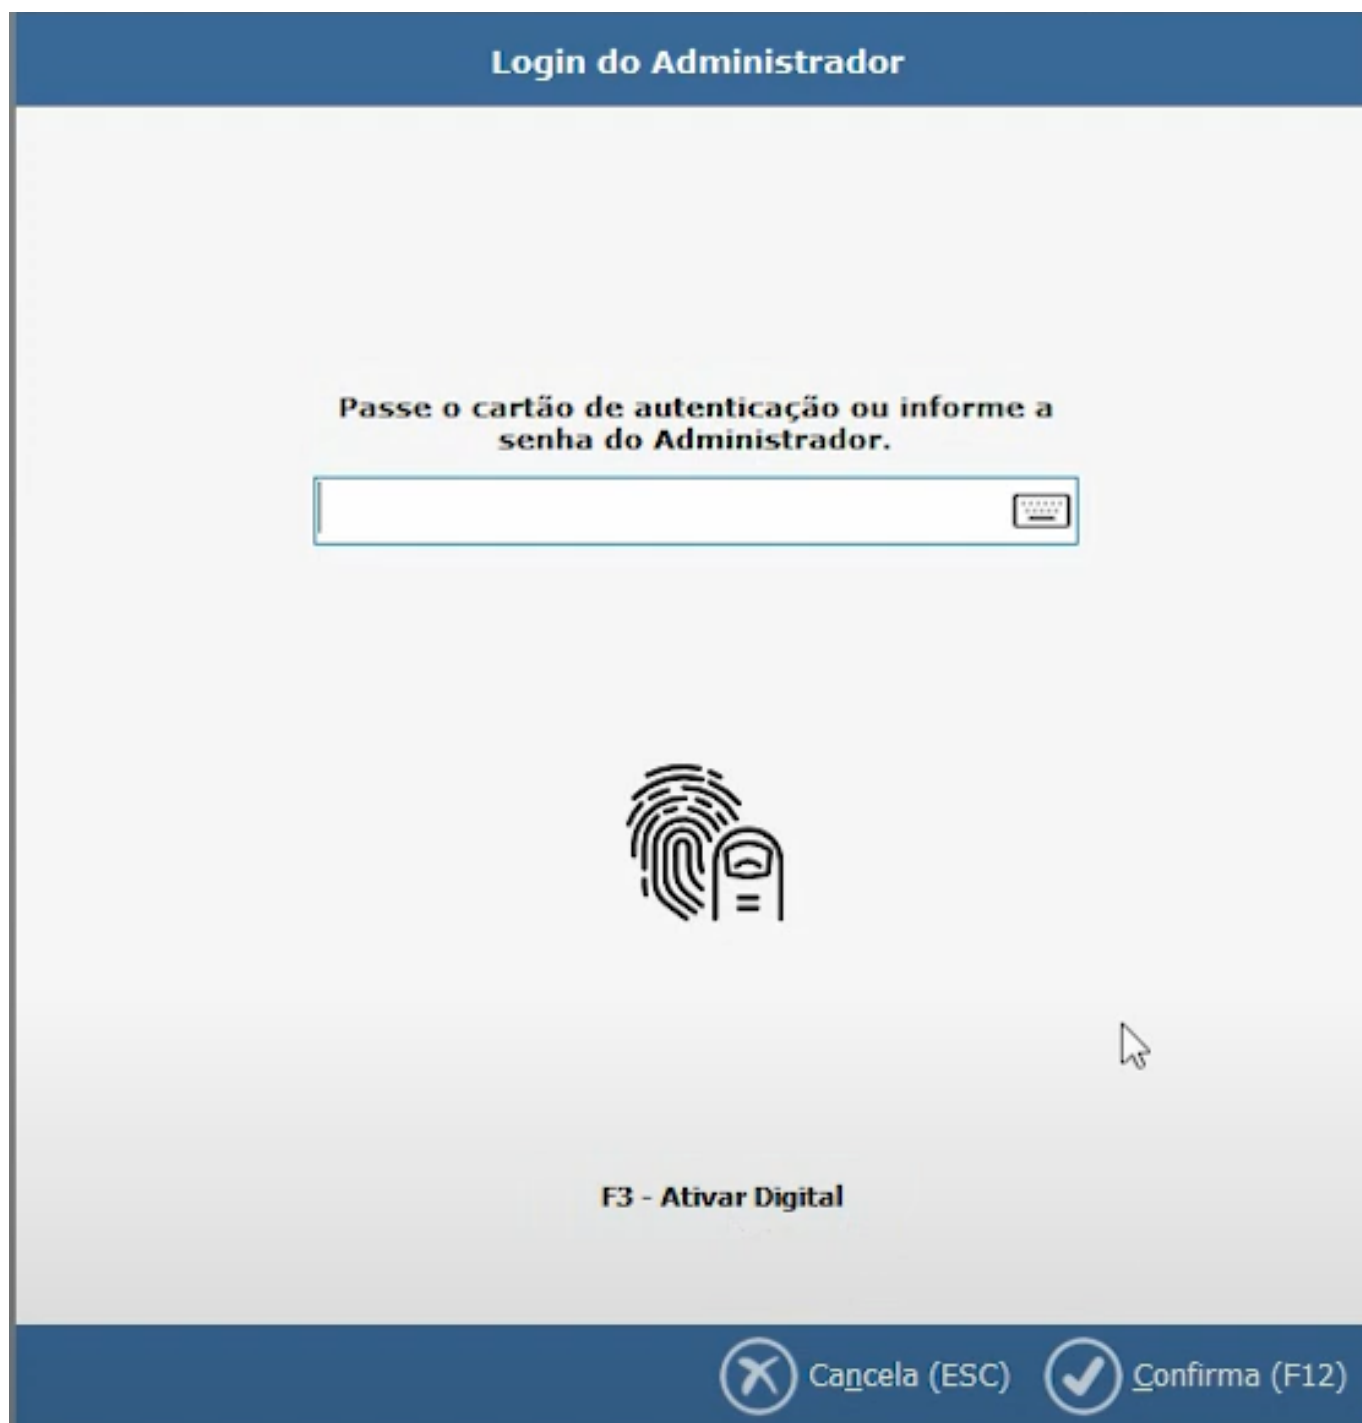 Login do Administrador
Passe o cartão de autenticação ou informe a
senha do Administrador.
F3 - Ativar Digital
Cancela (ESC) Confirma (F12)